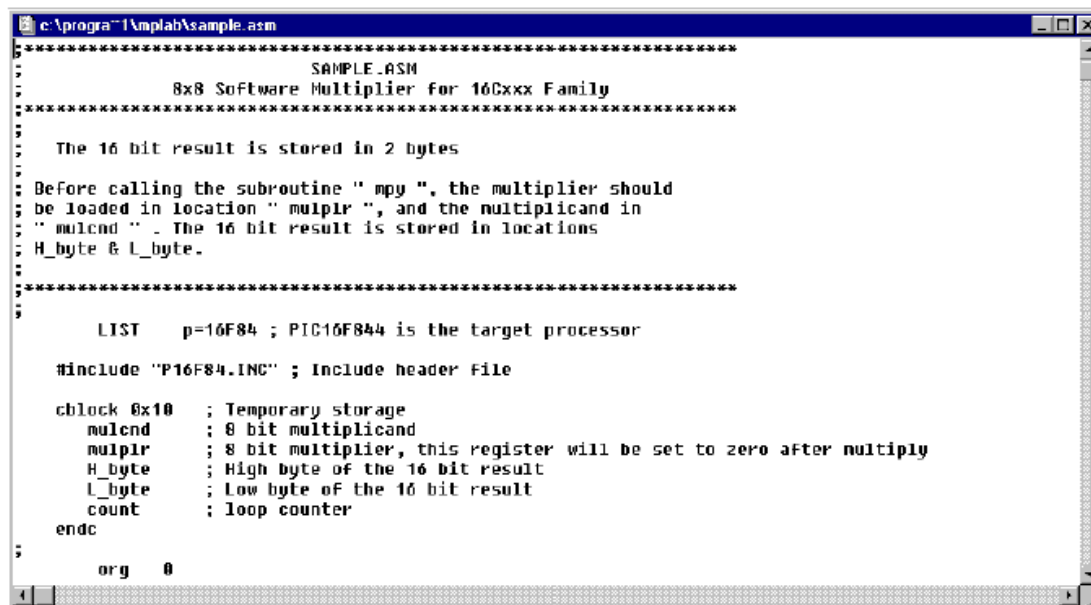 c:\progra~1\mplab\sample.asm
;******************************************************************
;                          SAMPLE.ASM
;              8x8 Software Multiplier for 16Cxxx Family
;******************************************************************
;
;   The 16 bit result is stored in 2 bytes
;
; Before calling the subroutine " mpy ", the multiplier should
; be loaded in location " mulplr ", and the multiplicand in
; " mulcnd " . The 16 bit result is stored in locations
; H_byte & L_byte.
;
;******************************************************************
;
LIST    p=16F84 ; PIC16F844 is the target processor
#include "P16F84.INC" ; Include header file
cblock 0x10   ; Temporary storage
mulcnd     ; 8 bit multiplicand
mulplr     ; 8 bit multiplier, this register will be set to zero after multiply
H_byte     ; High byte of the 16 bit result
L_byte     ; Low byte of the 16 bit result
count      ; loop counter
endc
;
org   0